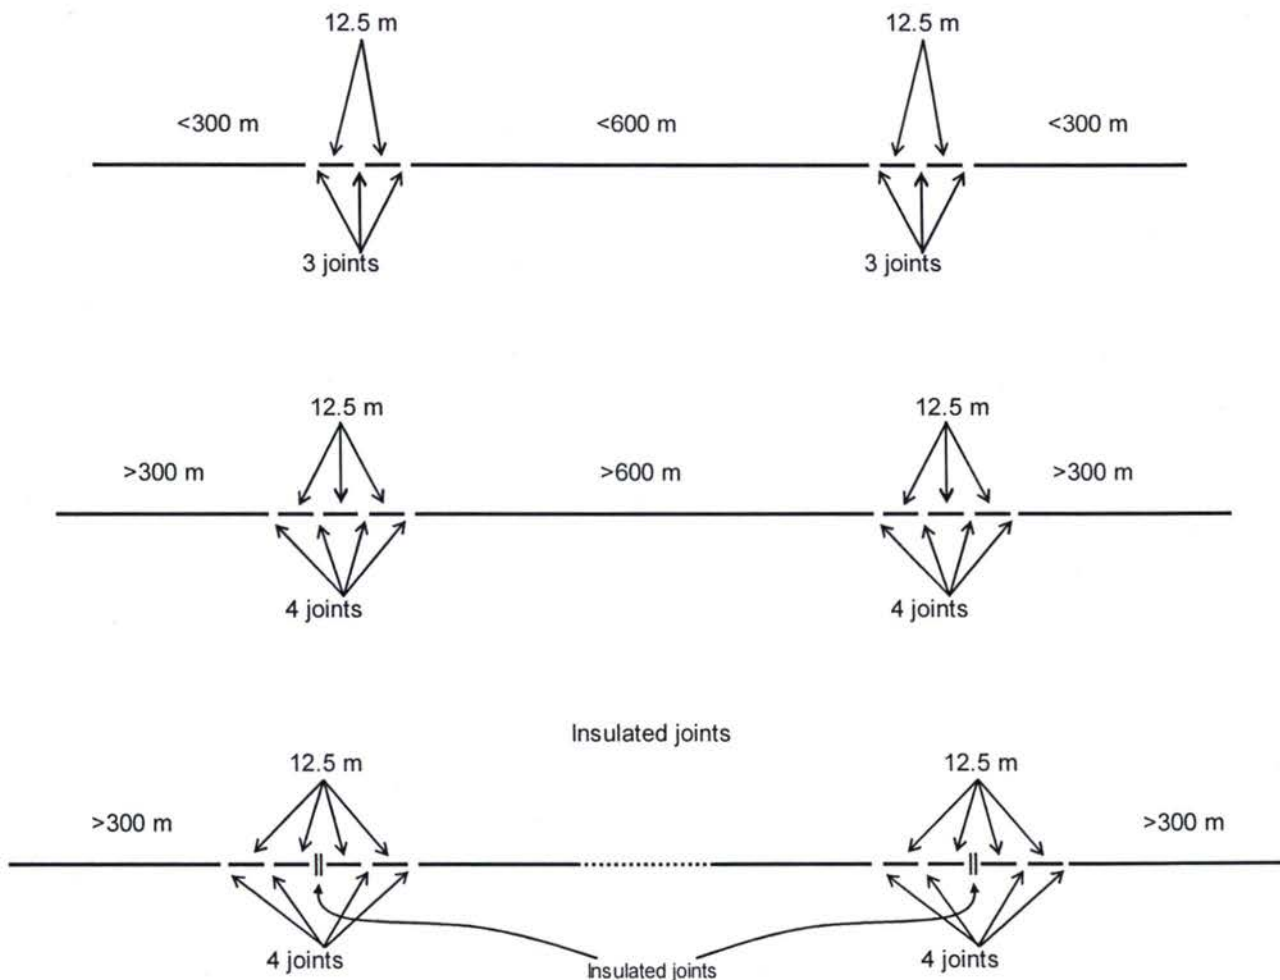 12.5 m 12.5 m
<300 m <600 m <300 m
3 joints 3 joints
12.5 m 12.5 m
>300 m >600 m >300 m
4 joints 4 joints
Insulated joints
12.5 m 12.5 m
>300 m >300 m
4 joints Insulated joints 4 joints